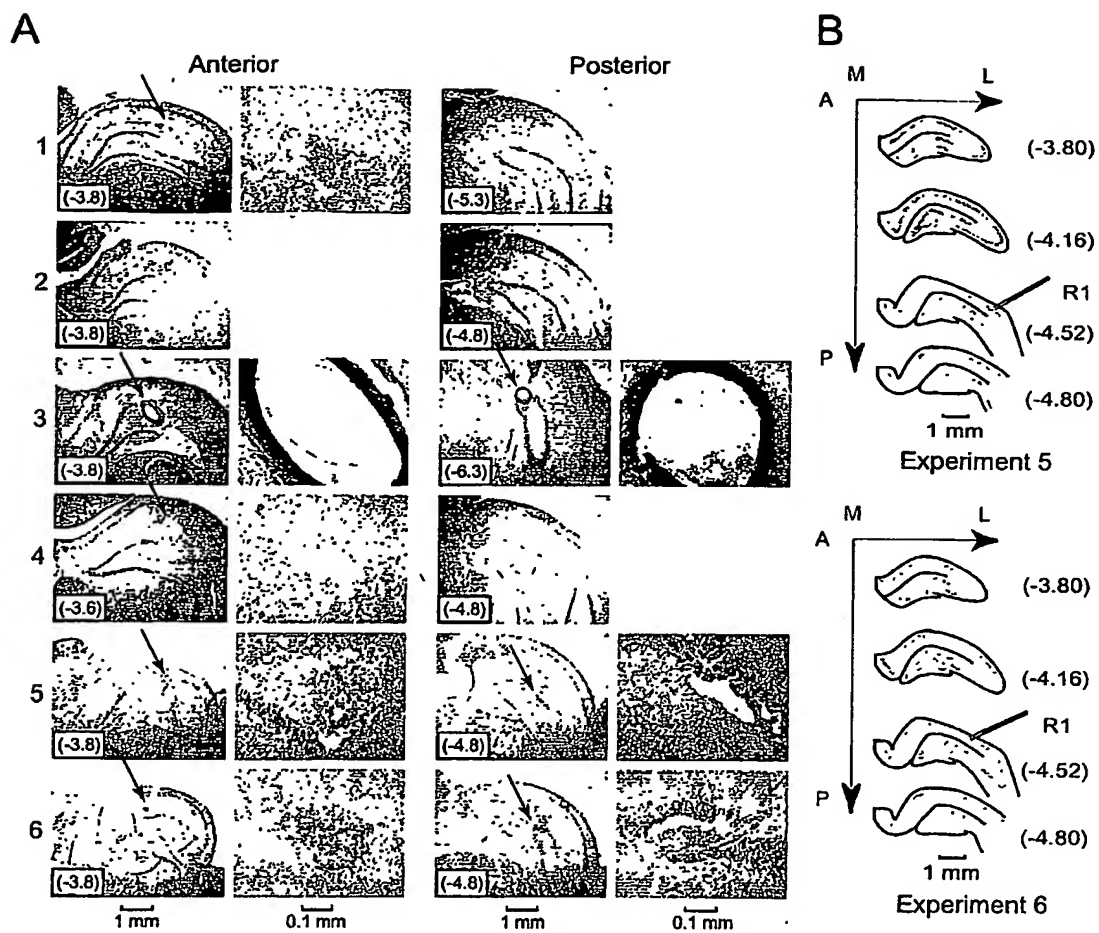 A
Anterior
Posterior
1
(-3.8)
(-5.3)
2
(-3.8)
(-4.8)
3
(-3.8)
(-6.3)
4
(-3.6)
(-4.8)
5
(-3.8)
(-4.8)
6
(-3.8)
(-4.8)
1 mm
0.1 mm
1 mm
0.1 mm
B
M
L
A
(-3.80)
(-4.16)
R1
(-4.52)
P
(-4.80)
1 mm
Experiment 5
M
L
A
(-3.80)
(-4.16)
R1
(-4.52)
P
(-4.80)
1 mm
Experiment 6